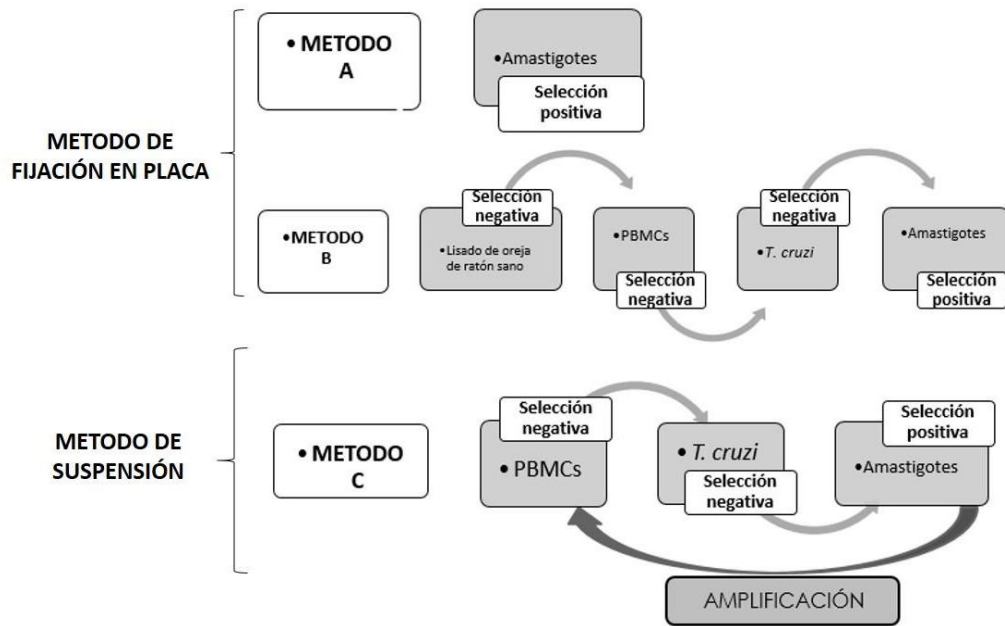 METODO DE
FIJACIÓN EN PLACA
• METODO
A
•Amastigotes
Selección
positiva
•METODO
B
Selección
negativa
•Lisado de oreja
de ratón sano
•PBMCs
Selección
negativa
Selección
negativa
•T. cruzi
•Amastigotes
Selección
positiva
METODO DE
SUSPENSIÓN
• METODO
C
Selección
negativa
• PBMCs
• T. cruzi
Selección
negativa
Selección
positiva
•Amastigotes
AMPLIFICACIÓN